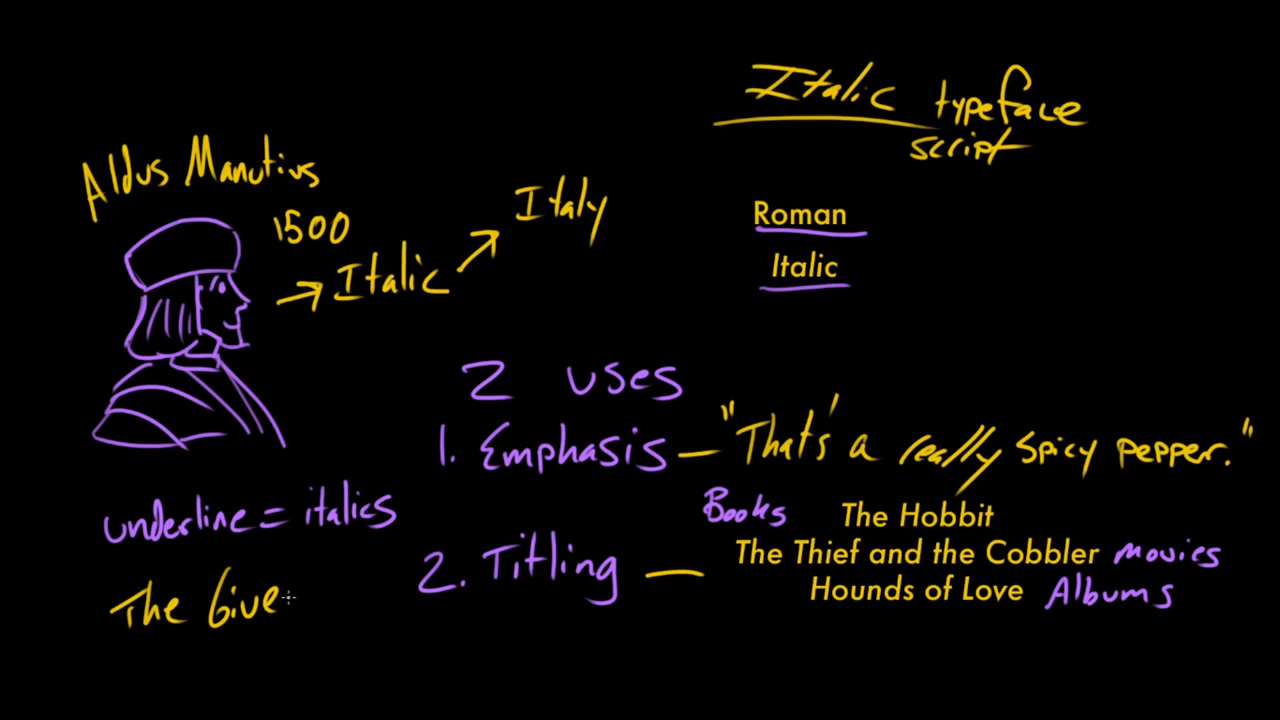 Italic typeface
script
Aldus Manutius
1500
→ Italic → Italy
Roman
Italic
2 uses
1. Emphasis — "That's a really spicy pepper."
2. Titling —
Books The Hobbit
The Thief and the Cobbler movies
Hounds of Love Albums
underline = italics
The Give